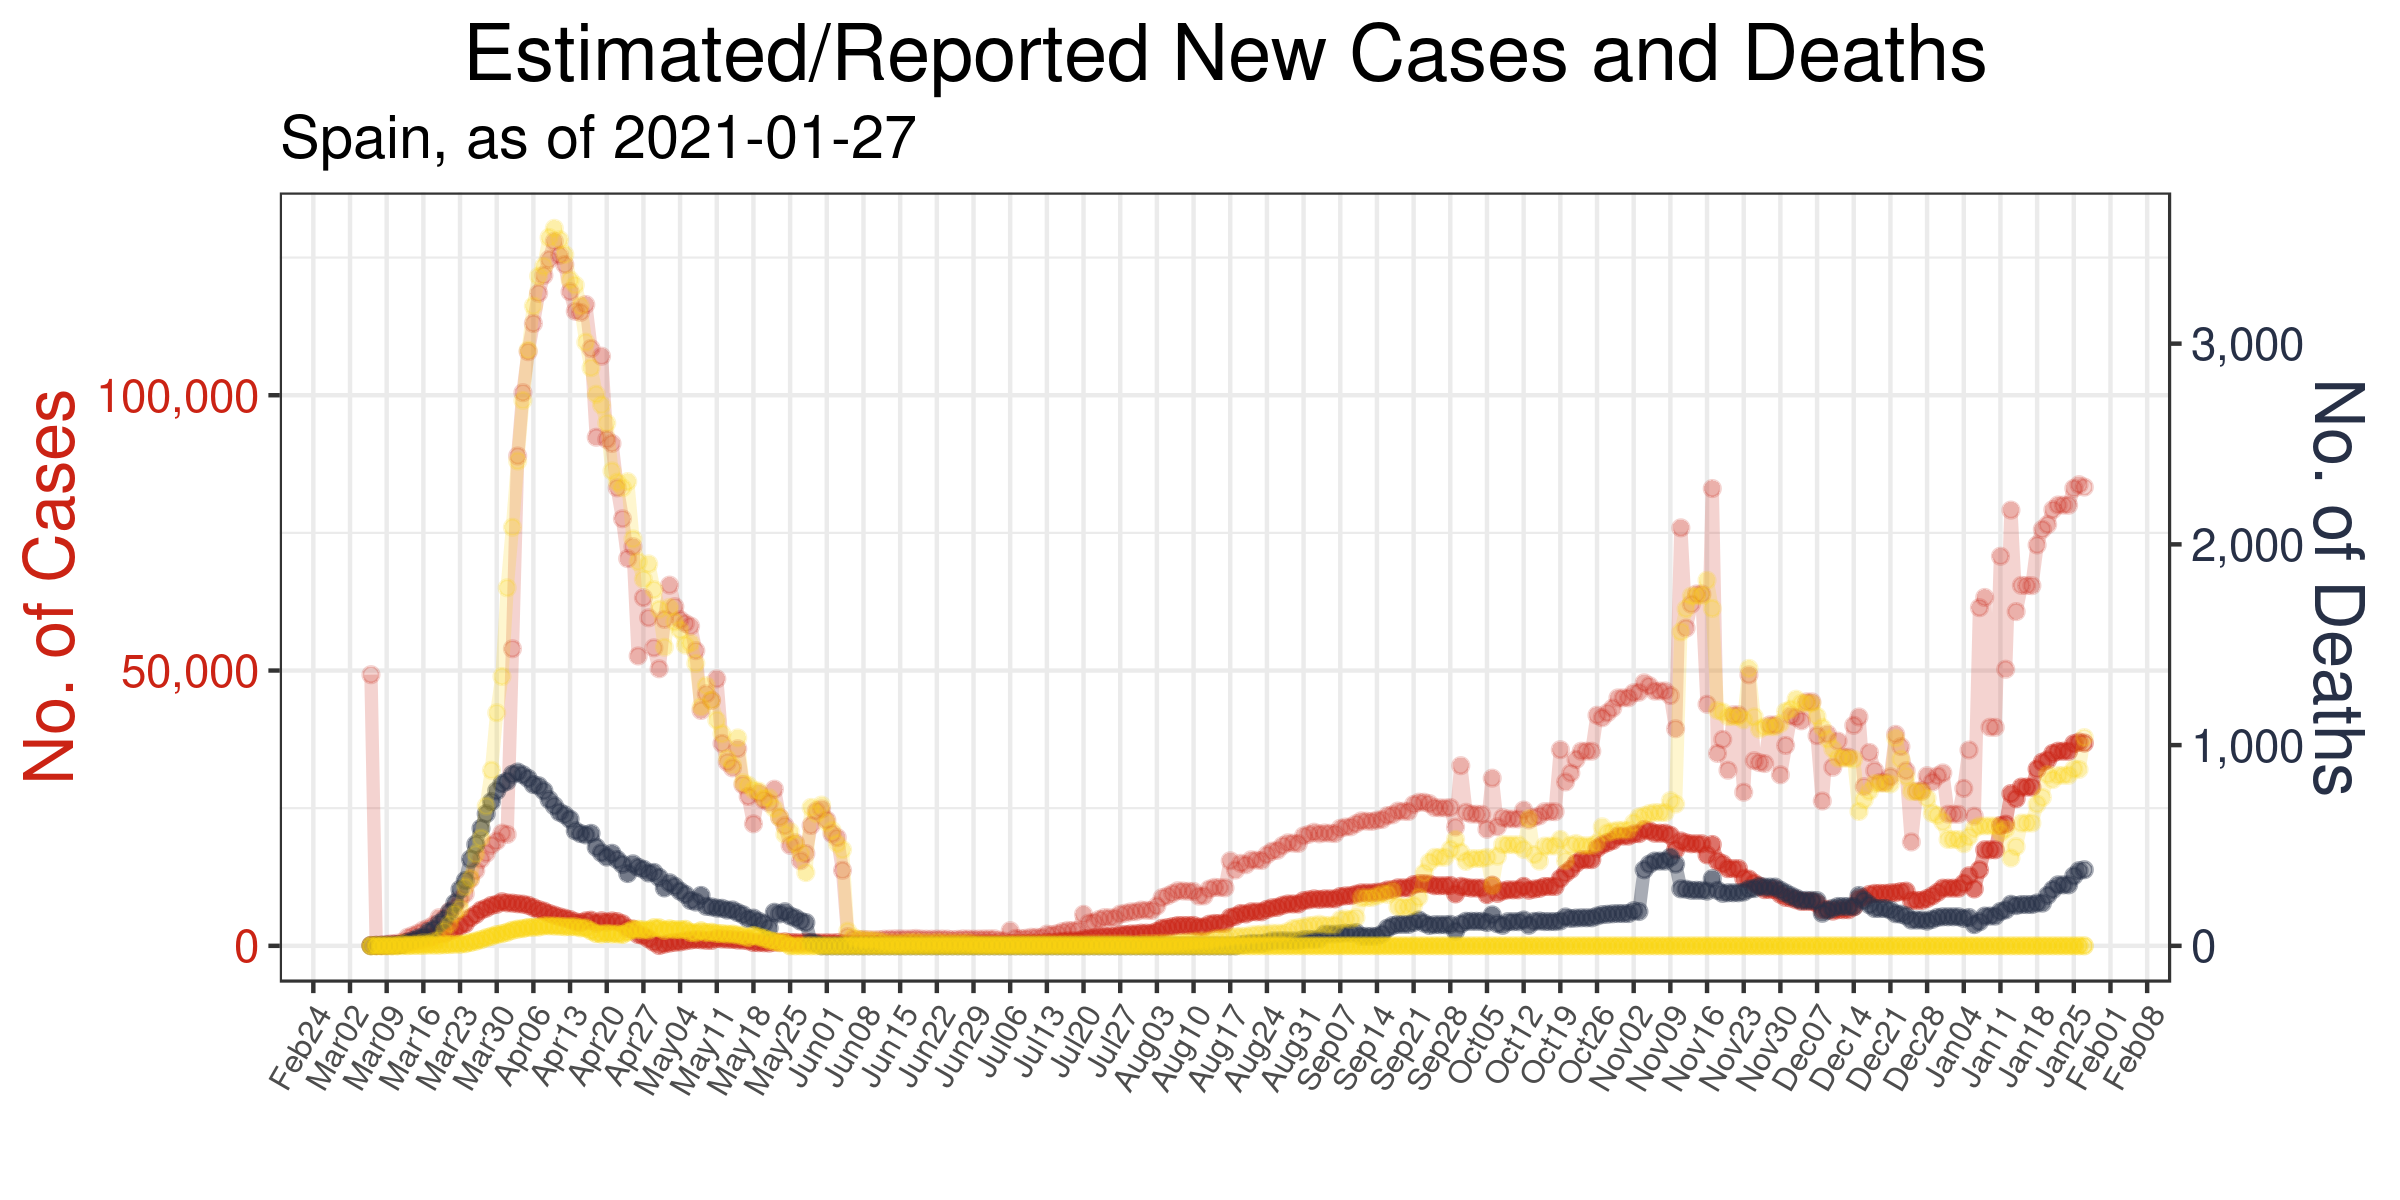 Estimated/Reported New Cases and Deaths
Spain, as of 2021-01-27
No. of Cases
100,000
50,000
0
3,000
2,000
1,000
0
No. of Deaths
Feb24
Mar02
Mar09
Mar16
Mar23
Mar30
Apr06
Apr13
Apr20
Apr27
May04
May11
May18
May25
Jun01
Jun08
Jun15
Jun22
Jun29
Jul06
Jul13
Jul20
Jul27
Aug03
Aug10
Aug17
Aug24
Aug31
Sep07
Sep14
Sep21
Sep28
Oct05
Oct12
Oct19
Oct26
Nov02
Nov09
Nov16
Nov23
Nov30
Dec07
Dec14
Dec21
Dec28
Jan04
Jan11
Jan18
Jan25
Feb01
Feb08